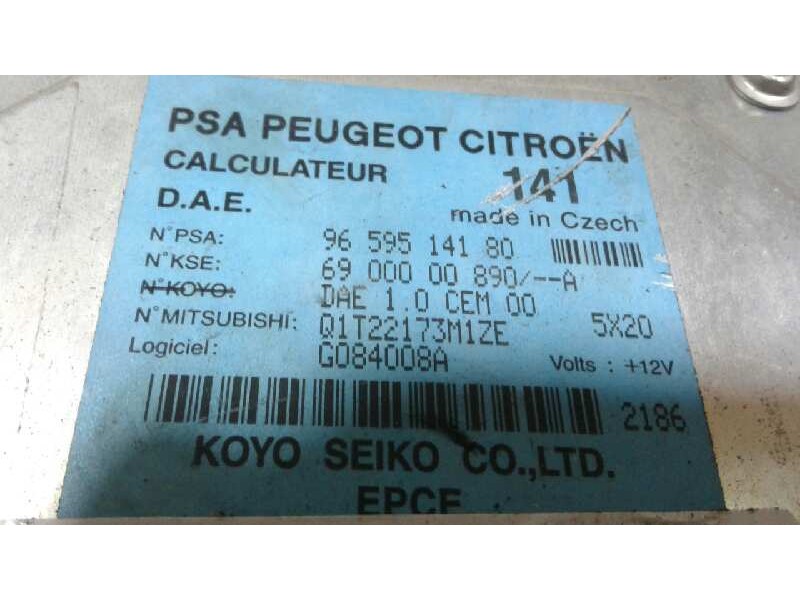 PSA PEUGEOT CITROËN
CALCULATEUR 141
D.A.E. made in Czech
N°PSA: 96 595 141 80
N°KSE: 69 000 00 890/--A
N°KOYO: DAE 1.0 CEM 00
N°MITSUBISHI: Q1T22173M1ZE 5X20
Logiciel: G084008A Volts : +12V
2186
KOYO SEIKO CO.,LTD.
EPCE